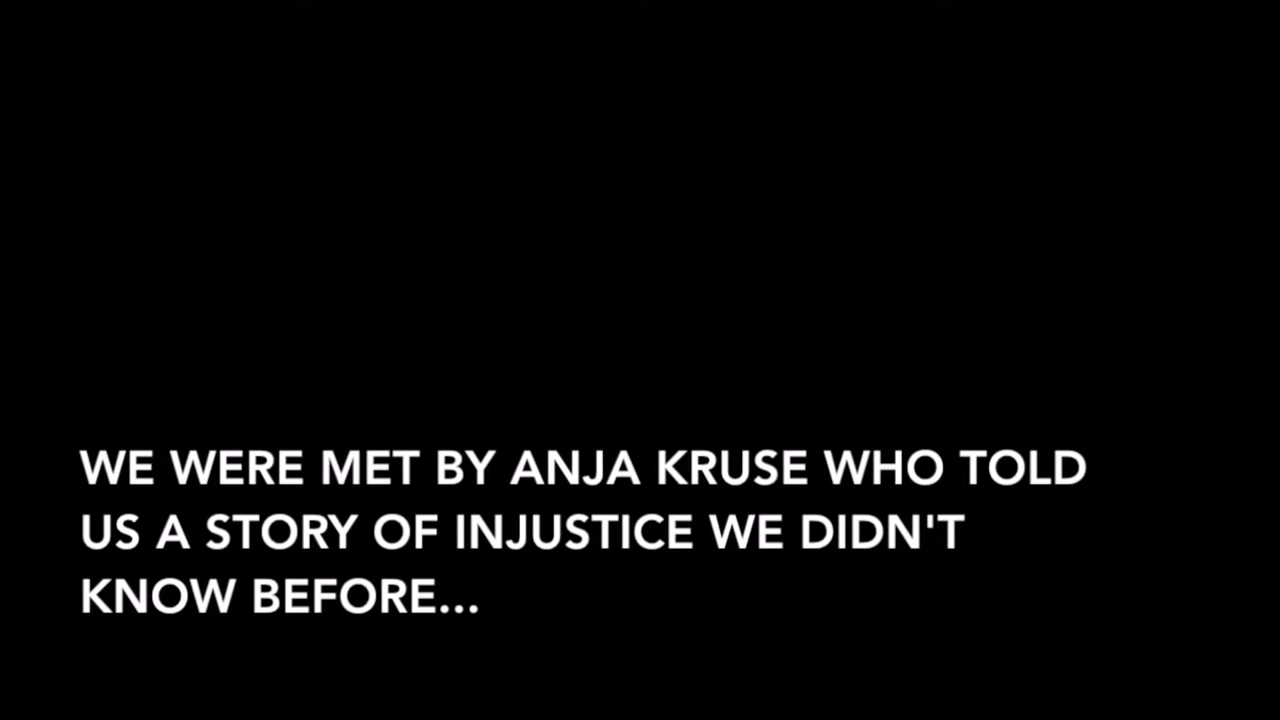 WE WERE MET BY ANJA KRUSE WHO TOLD
US A STORY OF INJUSTICE WE DIDN'T
KNOW BEFORE...